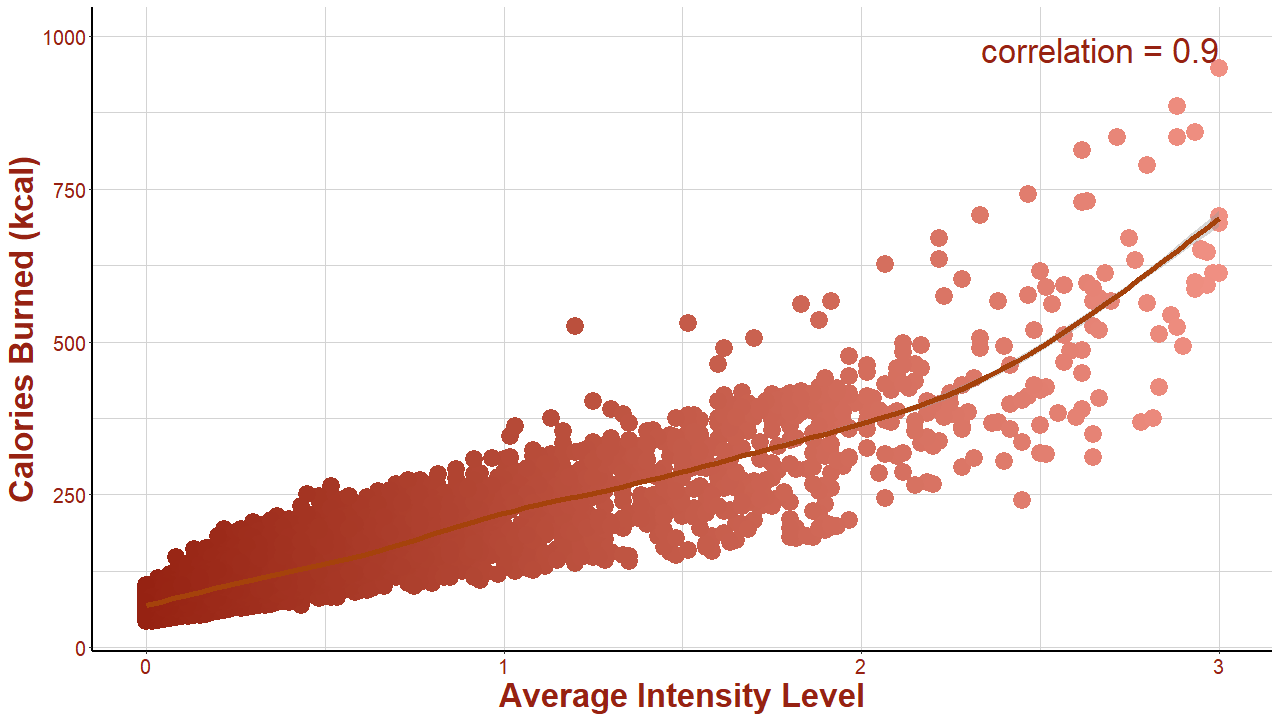 correlation = 0.9
Calories Burned (kcal)
1000
750
500
250
0
0 1 2 3
Average Intensity Level